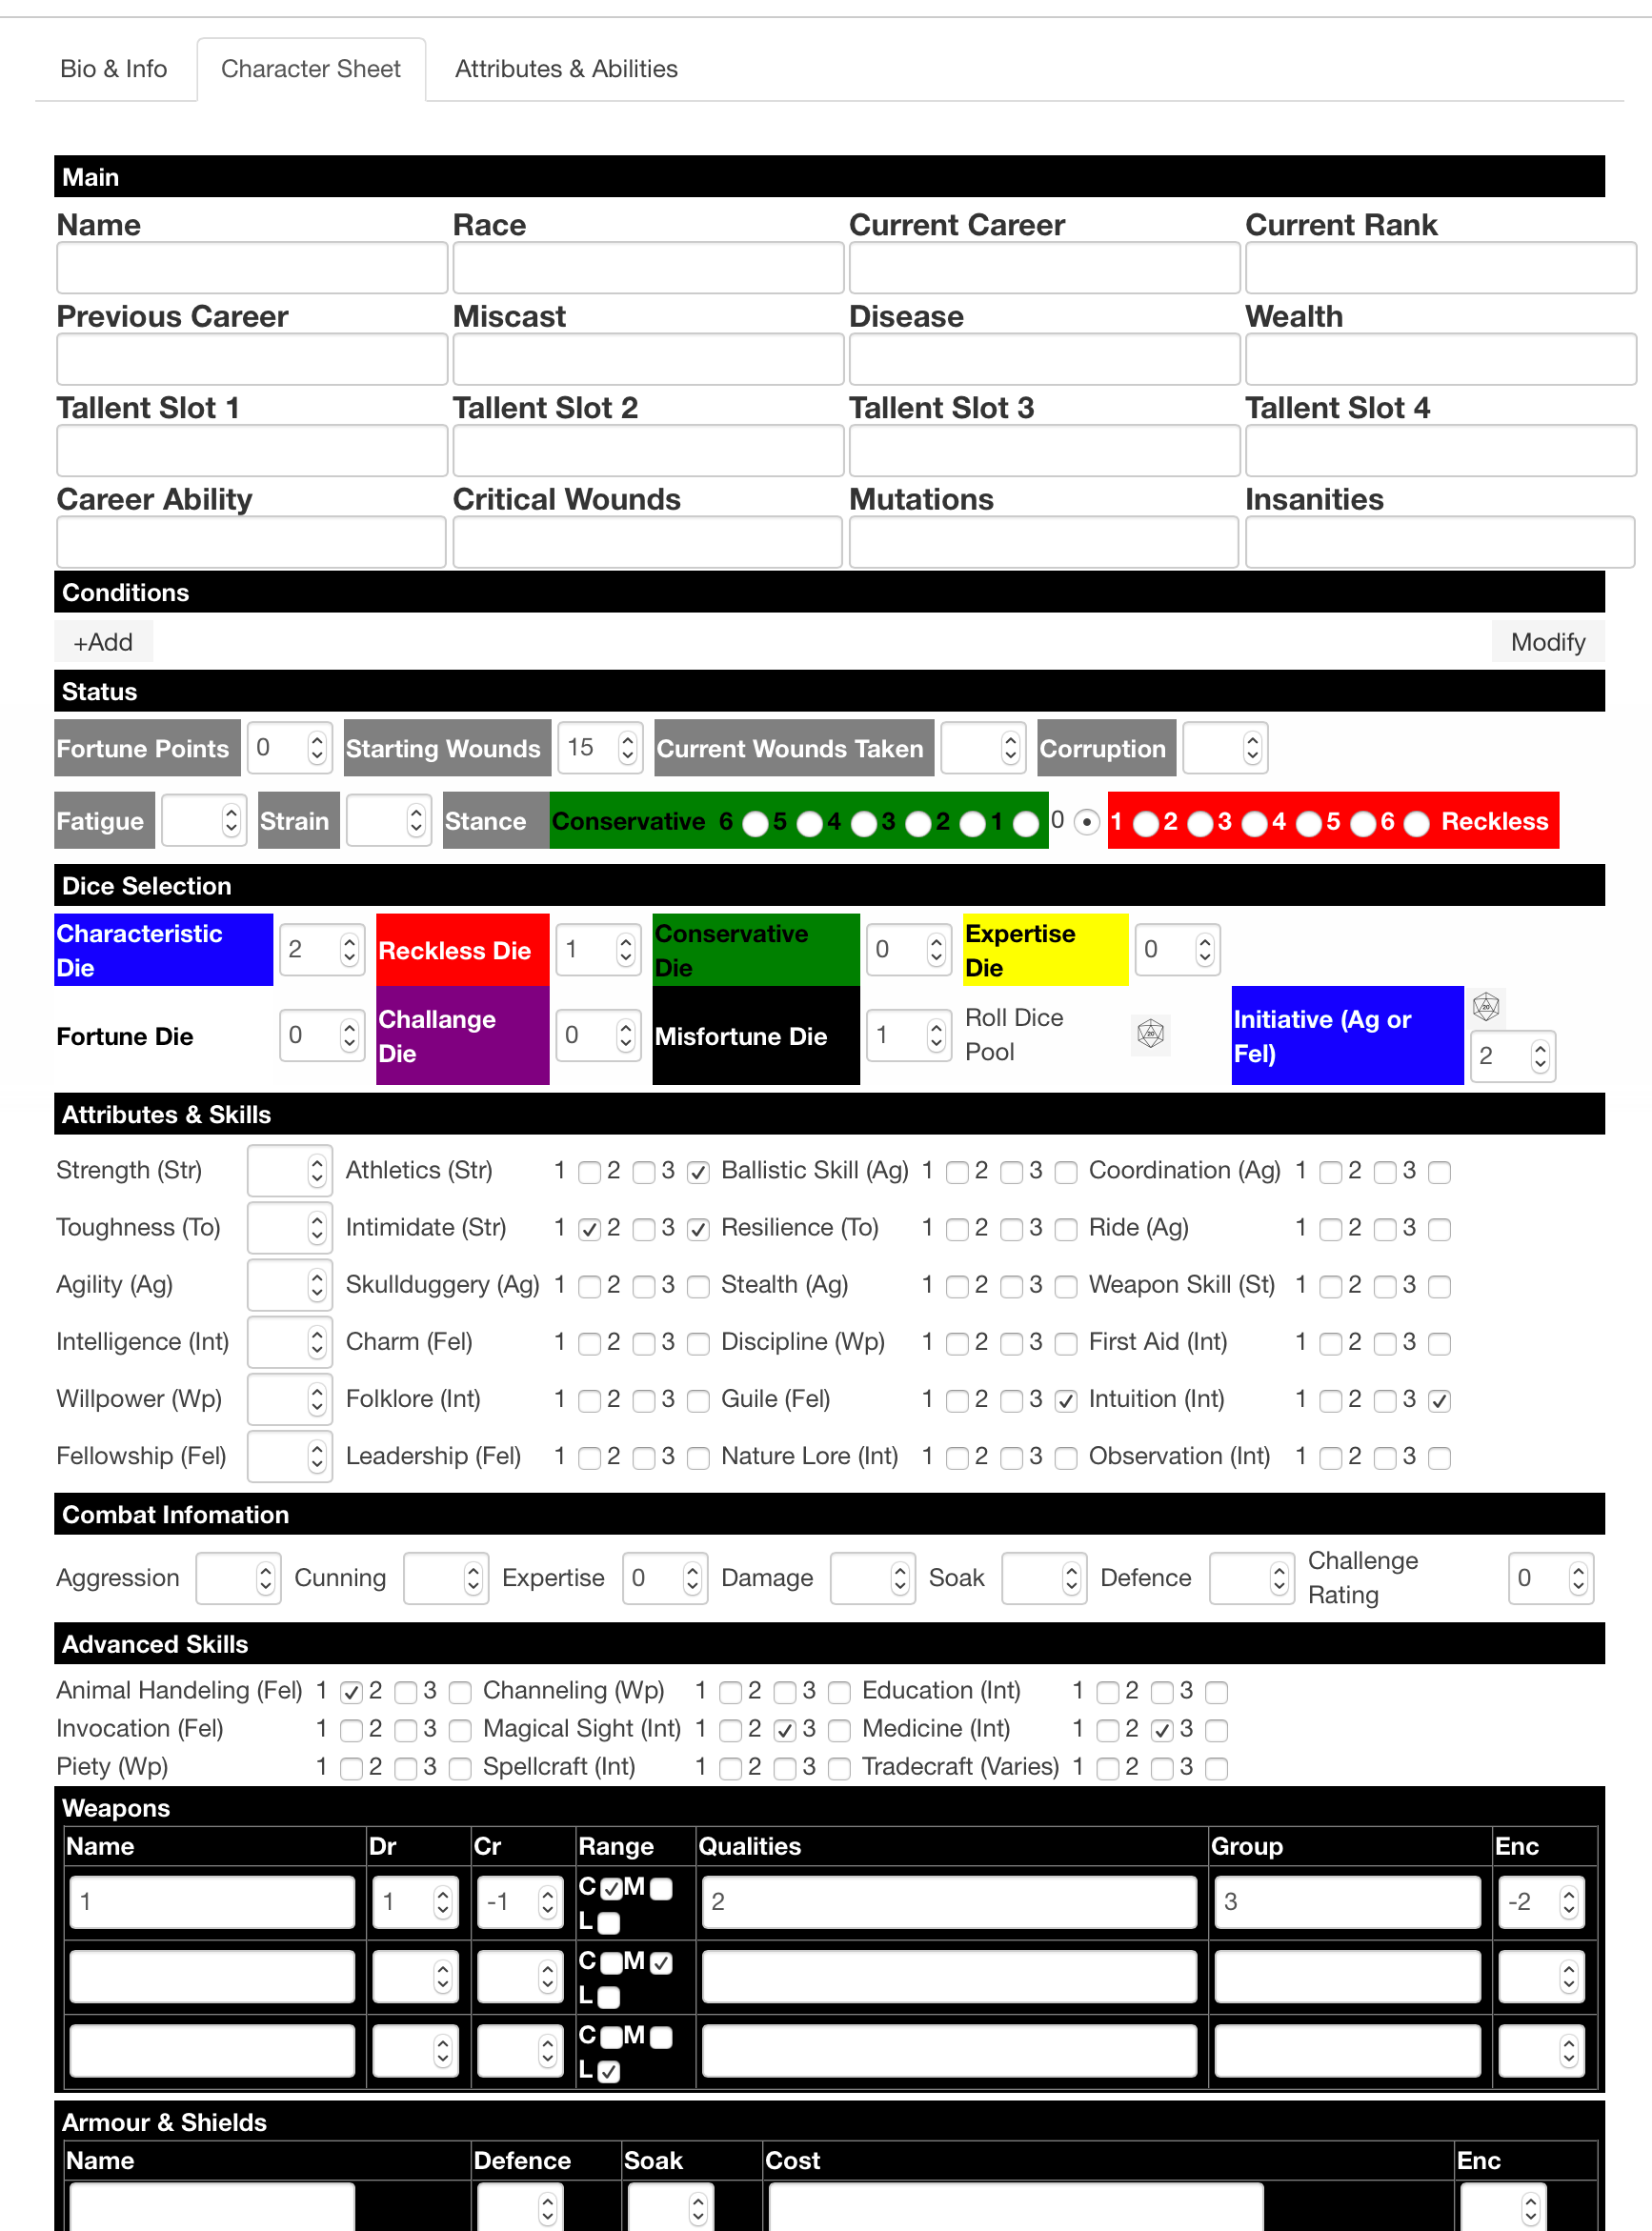 Bio & Info Character Sheet Attributes & Abilities
Main
Name Race Current Career Current Rank
Previous Career Miscast Disease Wealth
Tallent Slot 1 Tallent Slot 2 Tallent Slot 3 Tallent Slot 4
Career Ability Critical Wounds Mutations Insanities
Conditions
+Add Modify
Status
Fortune Points 0 Starting Wounds 15 Current Wounds Taken Corruption
Fatigue Strain Stance Conservative 6 5 4 3 2 1 0 1 2 3 4 5 6 Reckless
Dice Selection
Characteristic Die 2 Reckless Die 1 Conservative Die 0 Expertise Die 0
Fortune Die 0 Challange Die 0 Misfortune Die 1 Roll Dice Pool Initiative (Ag or Fel) 2
Attributes & Skills
Strength (Str) Athletics (Str) 1 2 3 Ballistic Skill (Ag) 1 2 3 Coordination (Ag) 1 2 3
Toughness (To) Intimidate (Str) 1 2 3 Resilience (To) 1 2 3 Ride (Ag) 1 2 3
Agility (Ag) Skullduggery (Ag) 1 2 3 Stealth (Ag) 1 2 3 Weapon Skill (St) 1 2 3
Intelligence (Int) Charm (Fel) 1 2 3 Discipline (Wp) 1 2 3 First Aid (Int) 1 2 3
Willpower (Wp) Folklore (Int) 1 2 3 Guile (Fel) 1 2 3 Intuition (Int) 1 2 3
Fellowship (Fel) Leadership (Fel) 1 2 3 Nature Lore (Int) 1 2 3 Observation (Int) 1 2 3
Combat Infomation
Aggression Cunning Expertise 0 Damage Soak Defence Challenge Rating 0
Advanced Skills
Animal Handeling (Fel) 1 2 3 Channeling (Wp) 1 2 3 Education (Int) 1 2 3
Invocation (Fel) 1 2 3 Magical Sight (Int) 1 2 3 Medicine (Int) 1 2 3
Piety (Wp) 1 2 3 Spellcraft (Int) 1 2 3 Tradecraft (Varies) 1 2 3
Weapons
Name Dr Cr Range Qualities Group Enc
1 1 -1 C M L 2 3 -2
C M L
C M L
Armour & Shields
Name Defence Soak Cost Enc